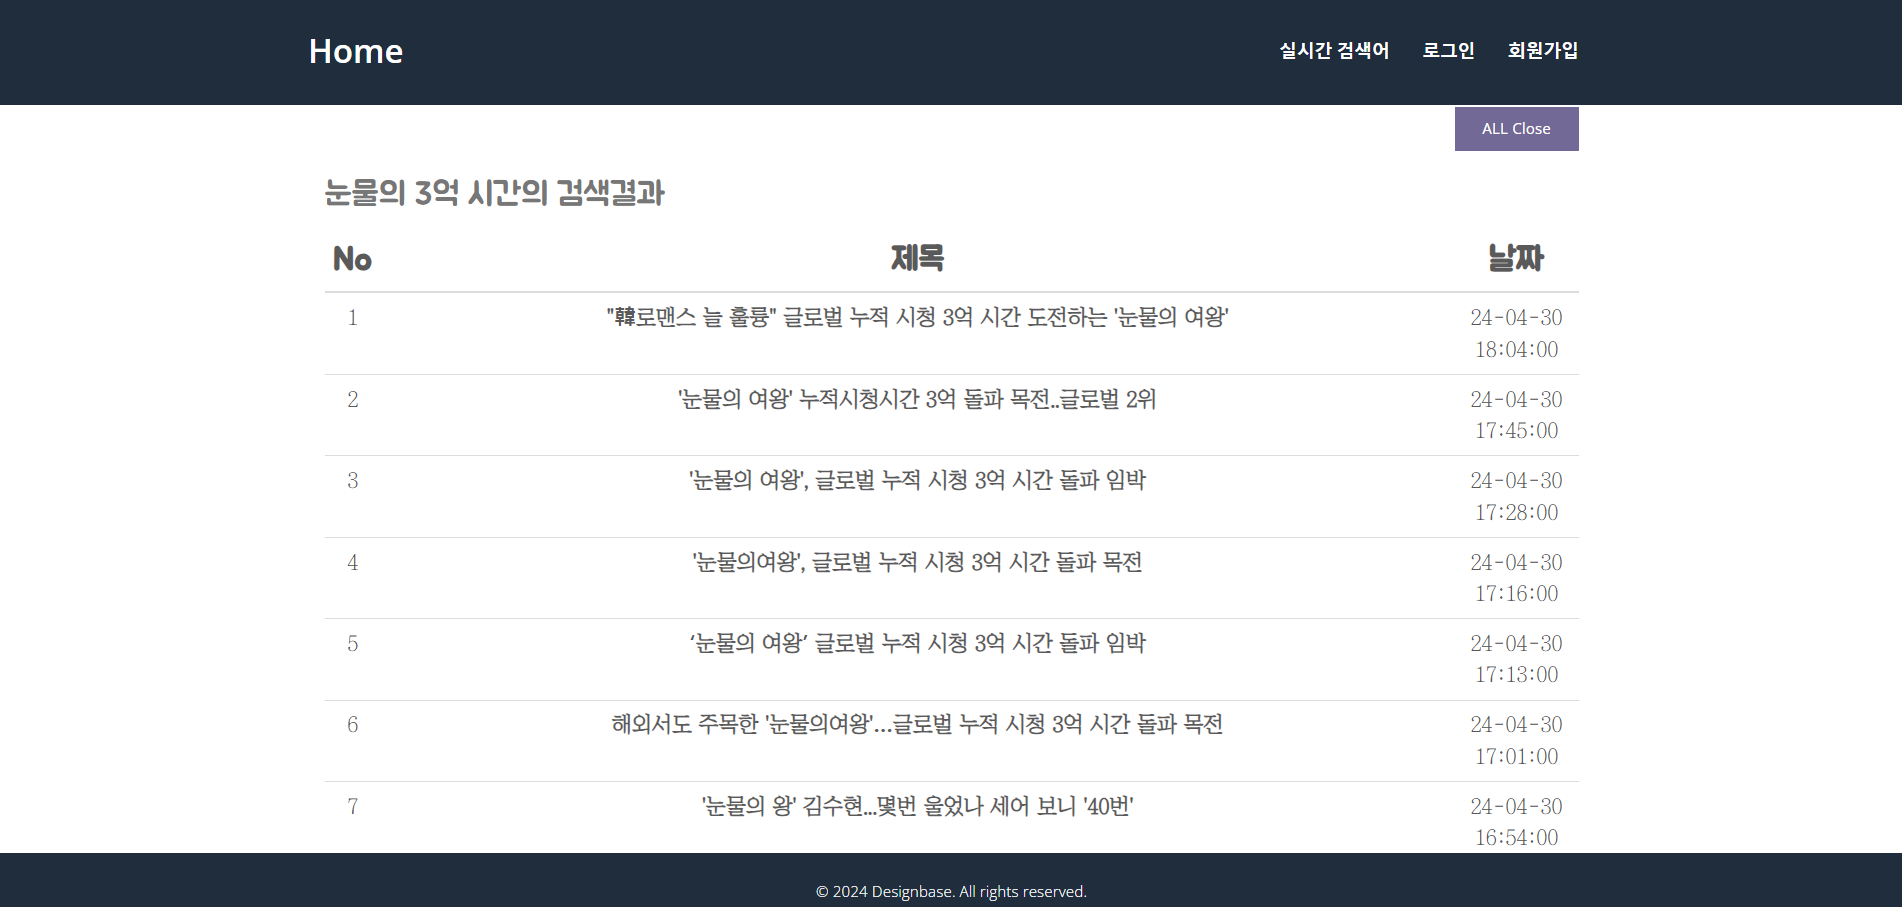 Home
실시간 검색어 로그인 회원가입
ALL Close
눈물의 3억 시간의 검색결과
No 제목 날짜
1 "韓로맨스 늘 훌륭" 글로벌 누적 시청 3억 시간 도전하는 '눈물의 여왕' 24-04-30
18:04:00
2 '눈물의 여왕' 누적시청시간 3억 돌파 목전..글로벌 2위 24-04-30
17:45:00
3 '눈물의 여왕', 글로벌 누적 시청 3억 시간 돌파 임박 24-04-30
17:28:00
4 '눈물의여왕', 글로벌 누적 시청 3억 시간 돌파 목전 24-04-30
17:16:00
5 ‘눈물의 여왕’ 글로벌 누적 시청 3억 시간 돌파 임박 24-04-30
17:13:00
6 해외서도 주목한 '눈물의여왕'…글로벌 누적 시청 3억 시간 돌파 목전 24-04-30
17:01:00
7 '눈물의 왕' 김수현...몇번 울었나 세어 보니 '40번' 24-04-30
16:54:00
© 2024 Designbase. All rights reserved.